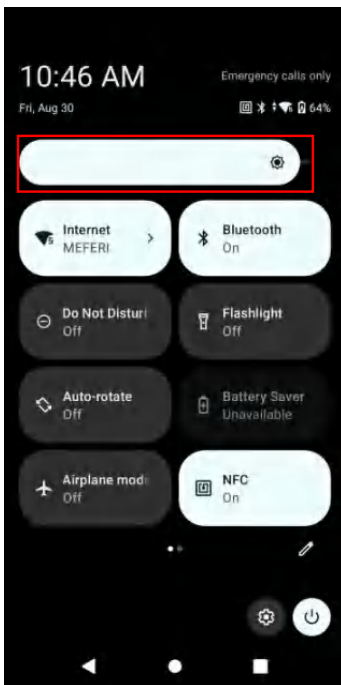 10:46 AM
Emergency calls only
Fri, Aug 30
64%
Internet
MEFERI
Bluetooth
On
Do Not Disturb
Off
Flashlight
Off
Auto-rotate
Off
Battery Saver
Unavailable
Airplane mod
Off
NFC
On